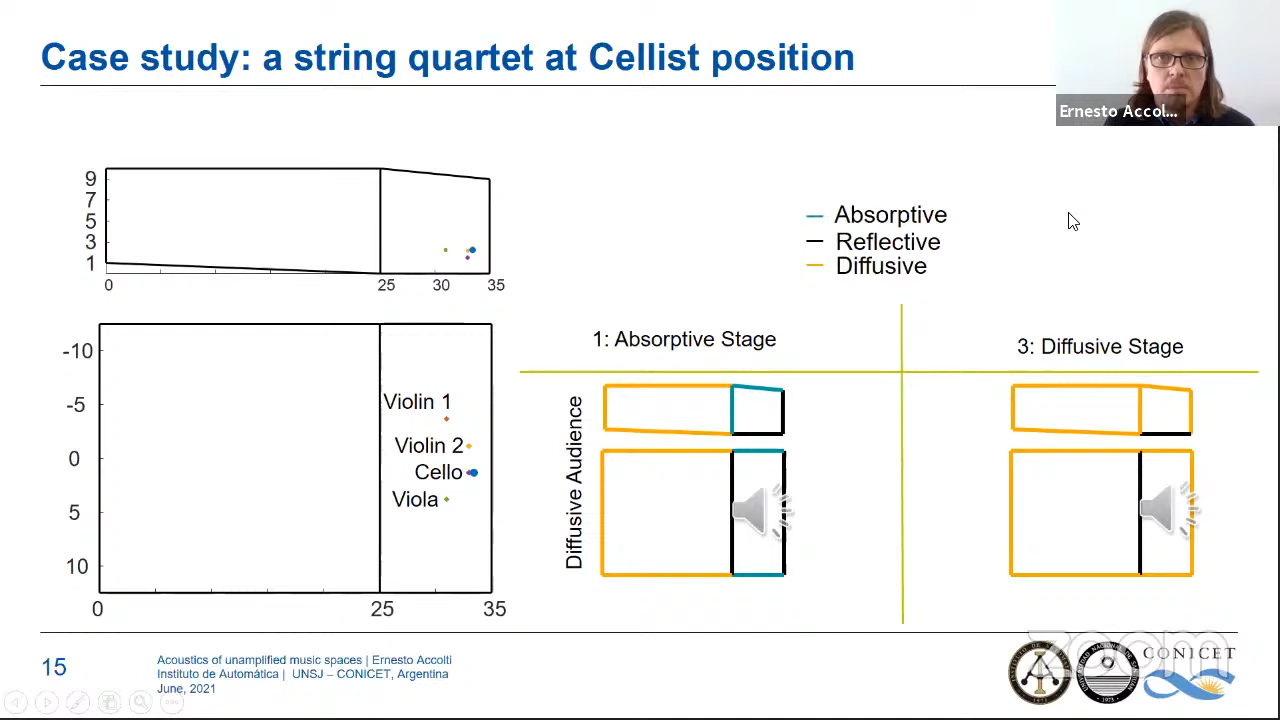 Case study: a string quartet at Cellist position
Ernesto Accol...
9
7
5
3
1
0
25
30
35
Absorptive
Reflective
Diffusive
-10
-5
0
5
10
Violin 1
Violin 2
Cello
Viola
0
25
35
1: Absorptive Stage
3: Diffusive Stage
Diffusive Audience
15
Acoustics of unamplified music spaces | Ernesto Accolti
Instituto de Automática | UNSJ – CONICET, Argentina
June, 2021
zoom
CONICET